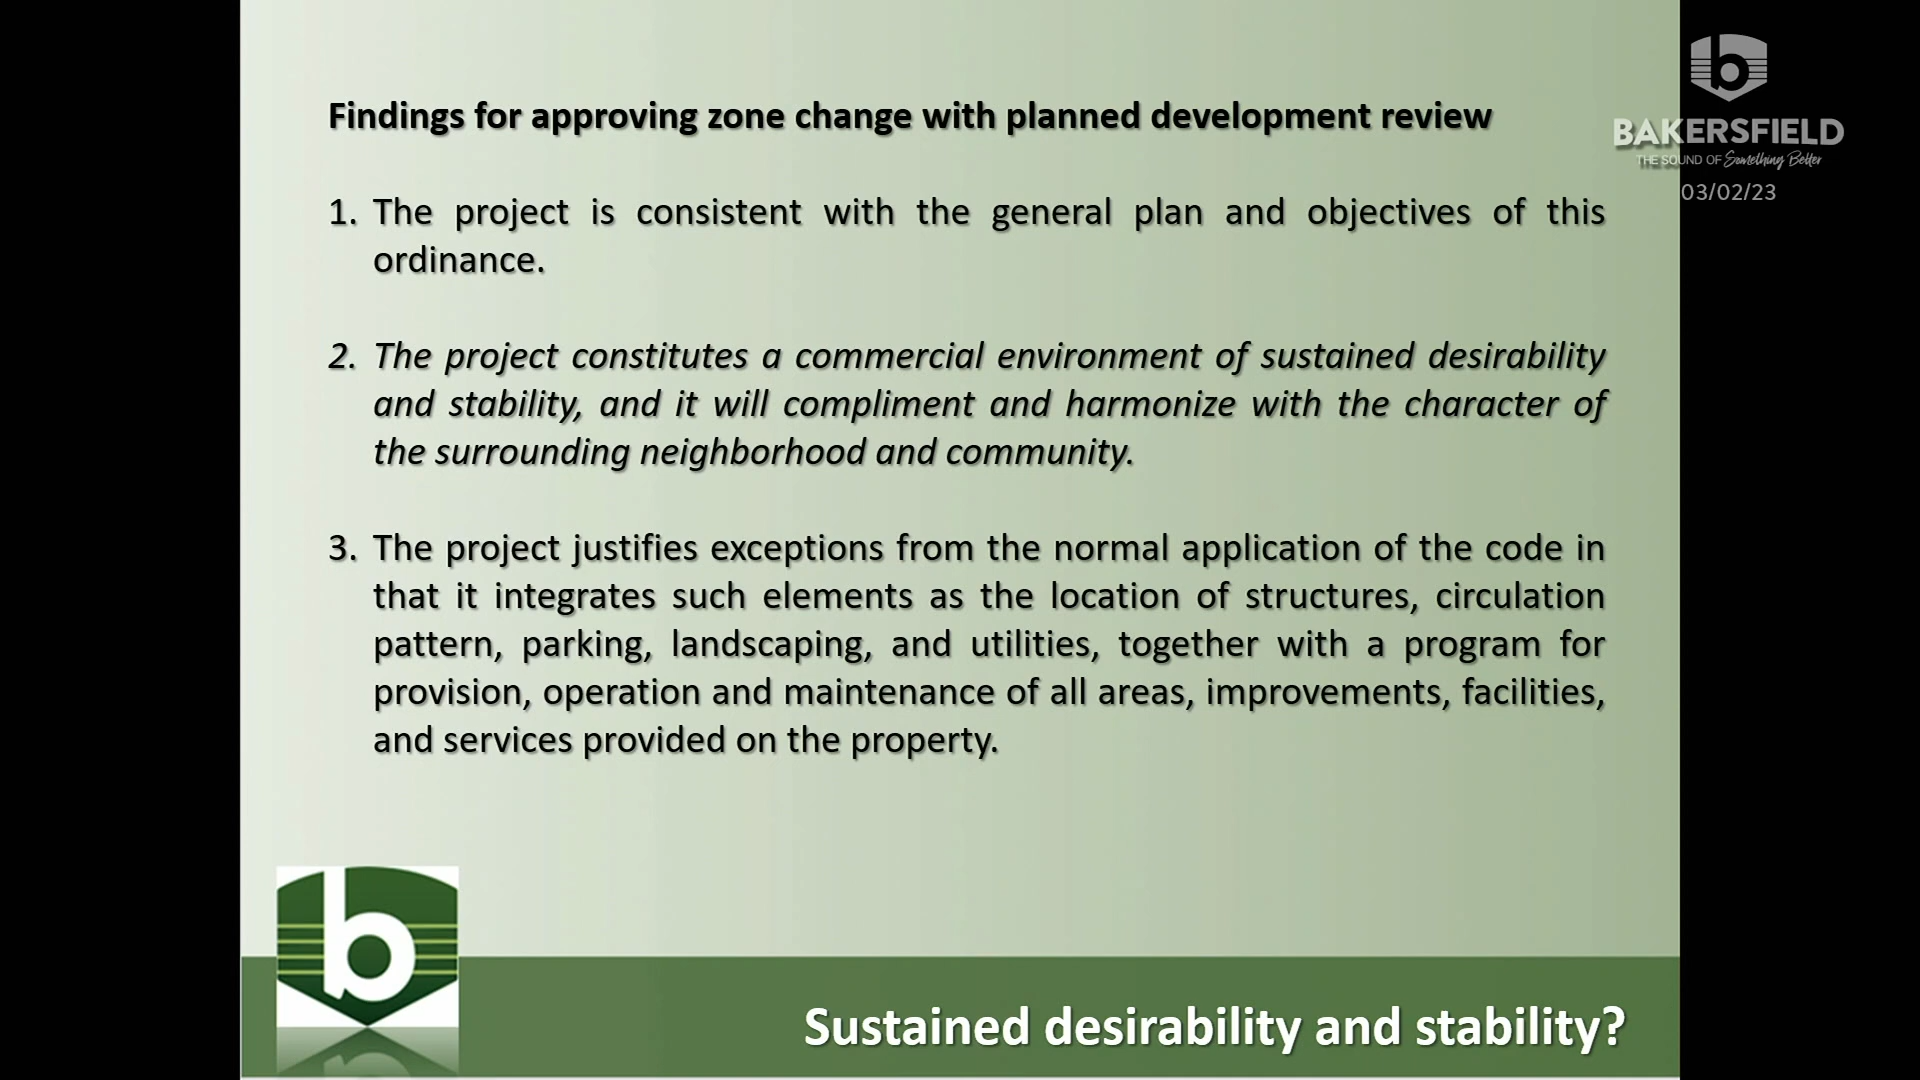 Findings for approving zone change with planned development review
BAKERSFIELD
THE SOUND OF Something Better
03/02/23
1. The project is consistent with the general plan and objectives of this
ordinance.
2. The project constitutes a commercial environment of sustained desirability
and stability, and it will compliment and harmonize with the character of
the surrounding neighborhood and community.
3. The project justifies exceptions from the normal application of the code in
that it integrates such elements as the location of structures, circulation
pattern, parking, landscaping, and utilities, together with a program for
provision, operation and maintenance of all areas, improvements, facilities,
and services provided on the property.
b
Sustained desirability and stability?